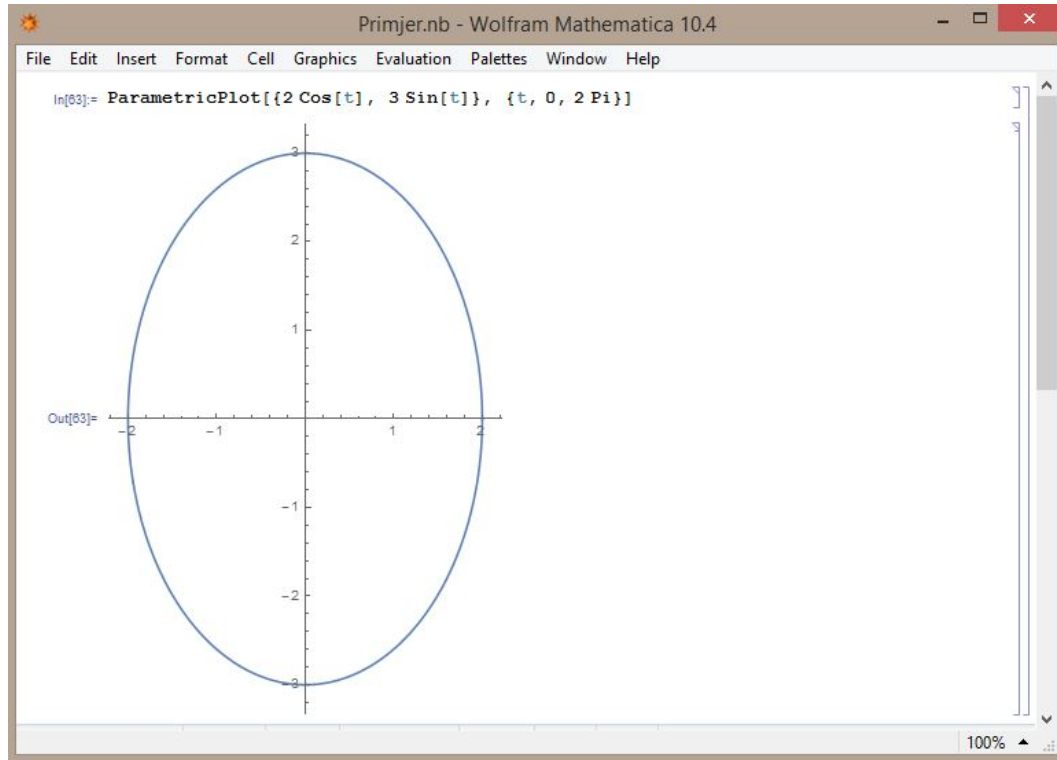 Primjer.nb - Wolfram Mathematica 10.4
File Edit Insert Format Cell Graphics Evaluation Palettes Window Help
In[63]:= ParametricPlot[{2 Cos[t], 3 Sin[t]}, {t, 0, 2 Pi}]
3
2
1
Out[63]=
-2 -1 1 2
-1
-2
-3
100%